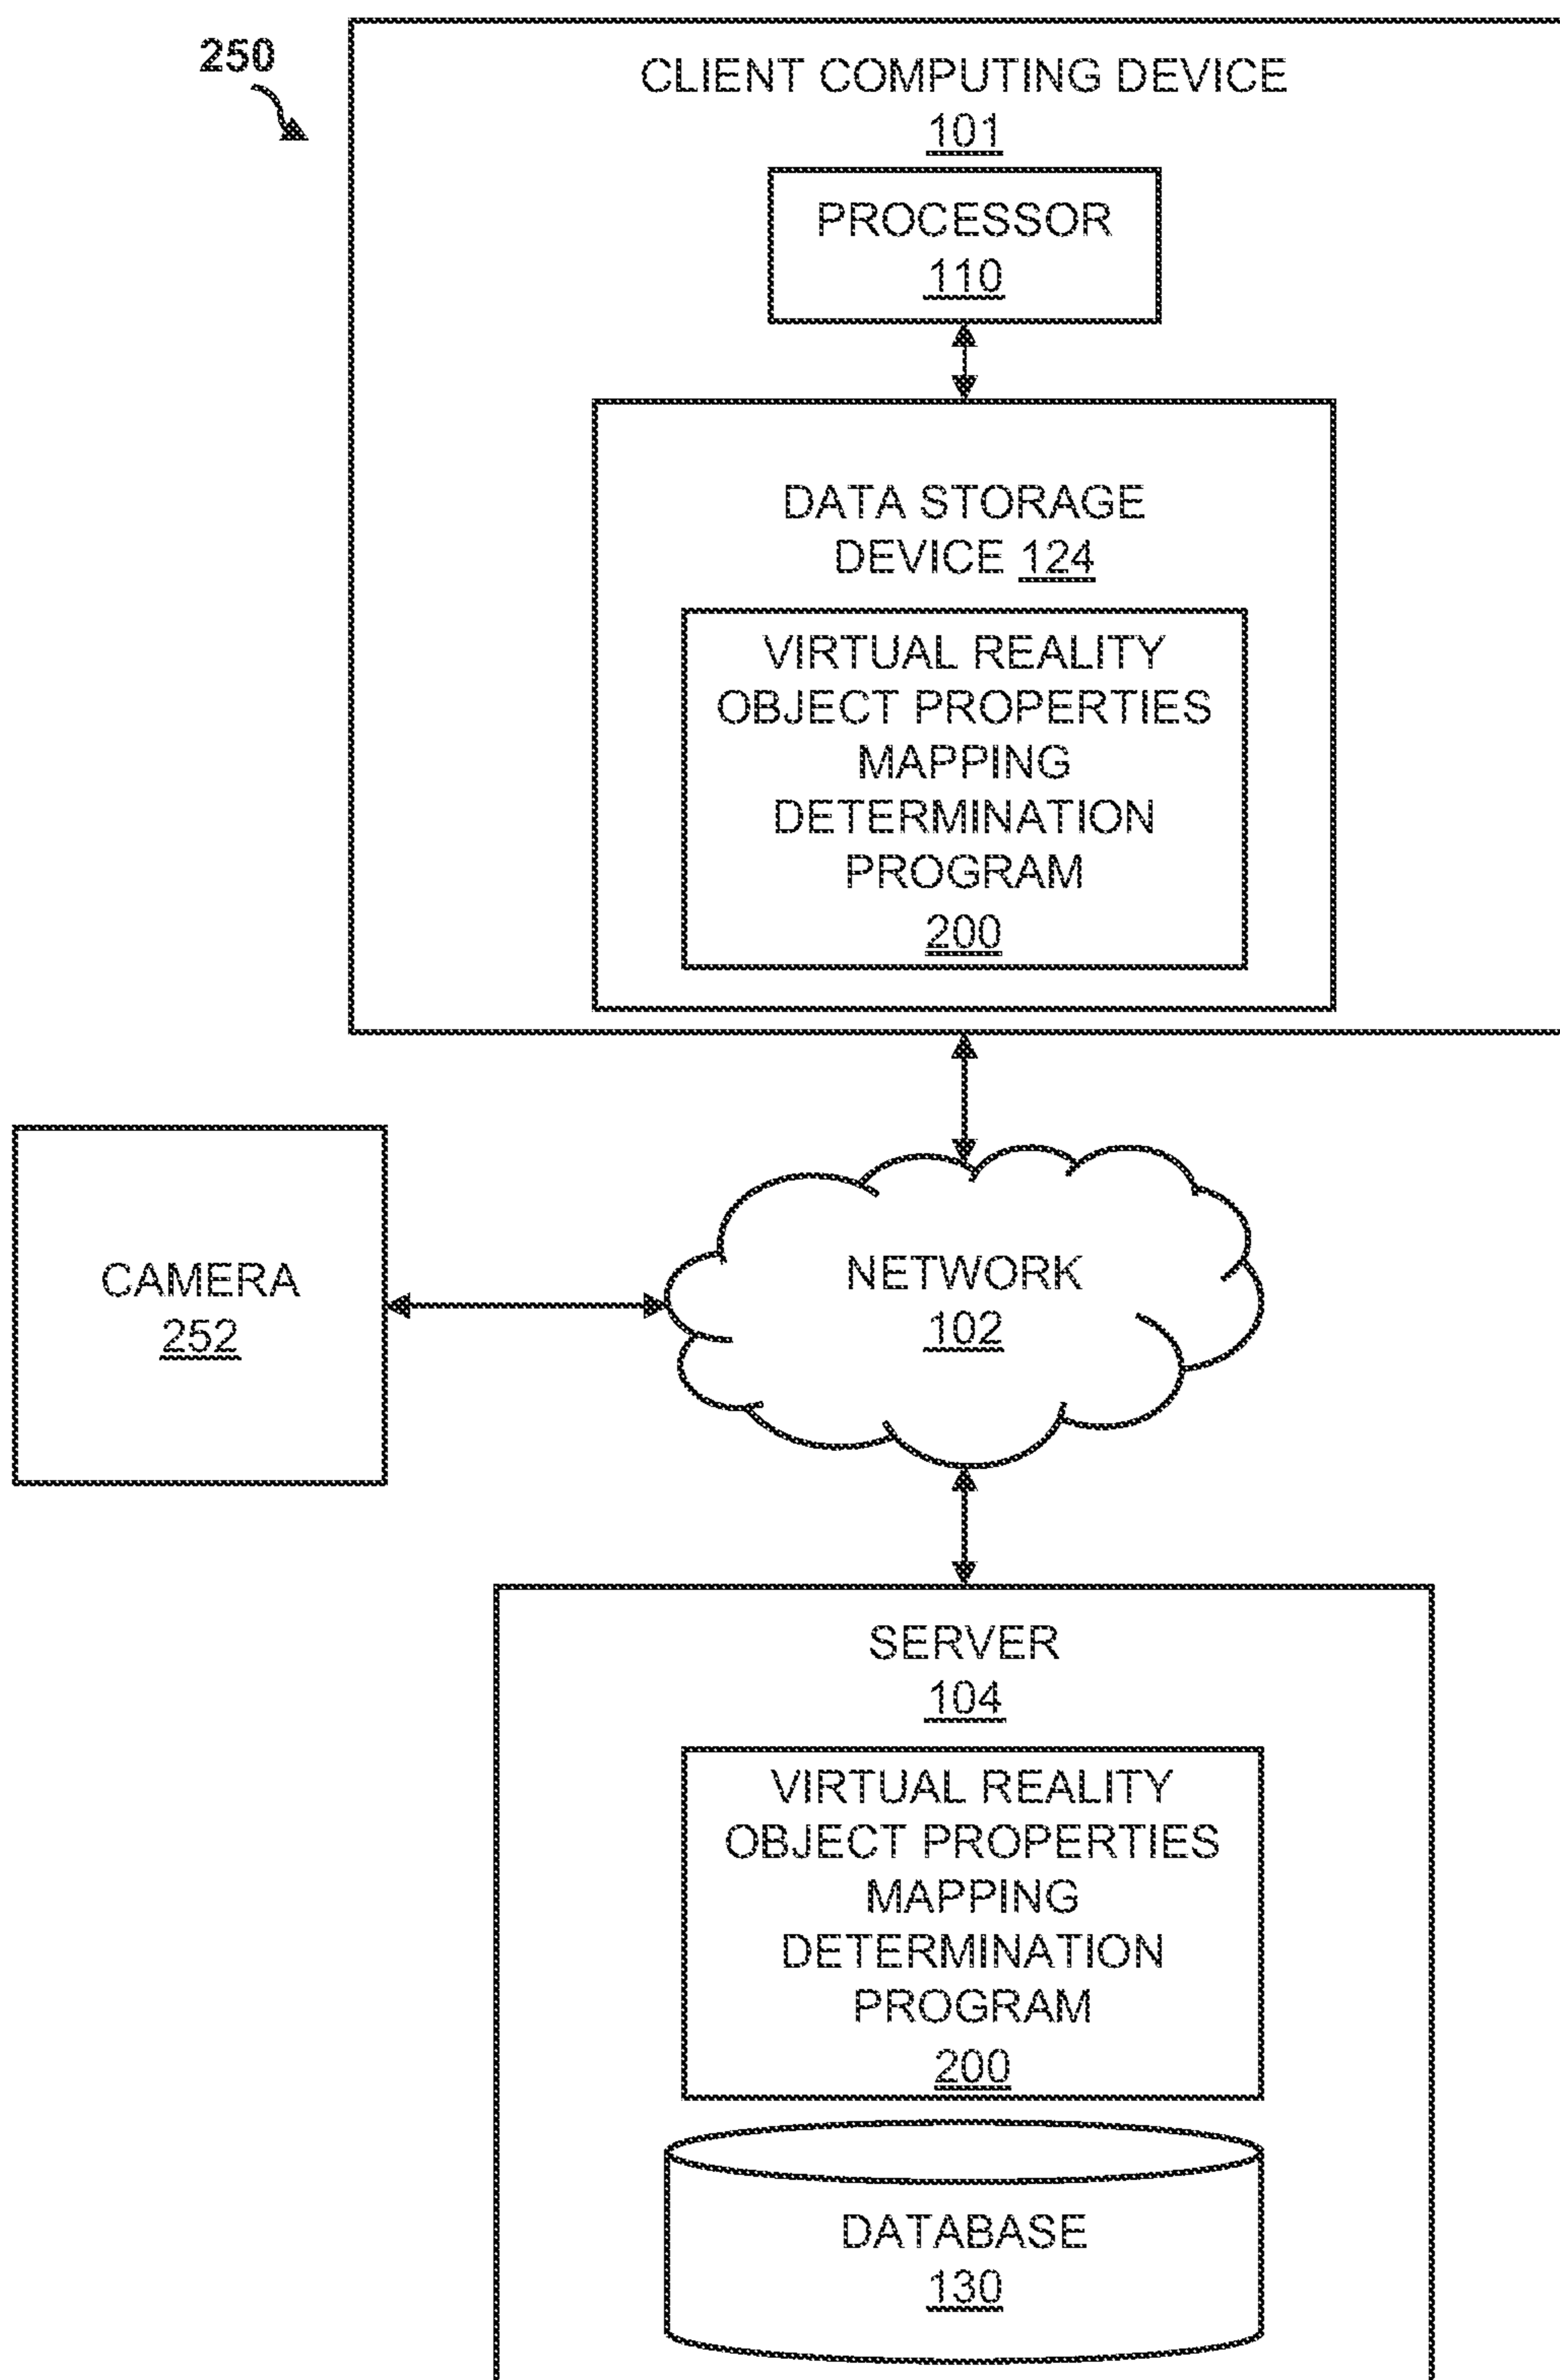 250
CLIENT COMPUTING DEVICE
101
PROCESSOR
110
DATA STORAGE
DEVICE 124
VIRTUAL REALITY
OBJECT PROPERTIES
MAPPING
DETERMINATION
PROGRAM
200
CAMERA
252
NETWORK
102
SERVER
104
VIRTUAL REALITY
OBJECT PROPERTIES
MAPPING
DETERMINATION
PROGRAM
200
DATABASE
130